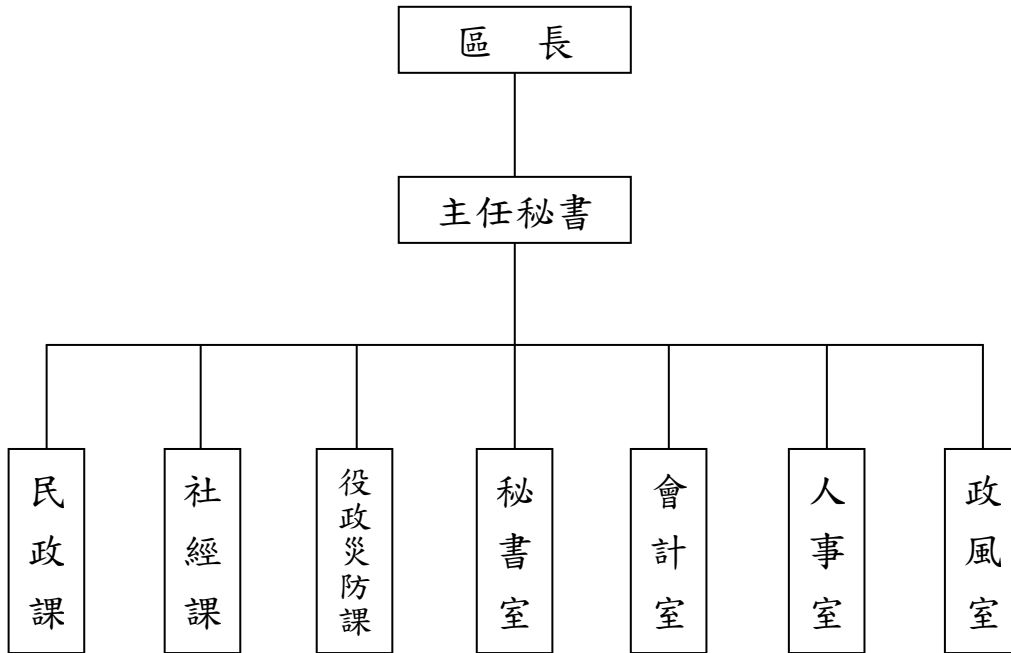 區 長
主任秘書
民政課
社經課
役政災防課
秘書室
會計室
人事室
政風室